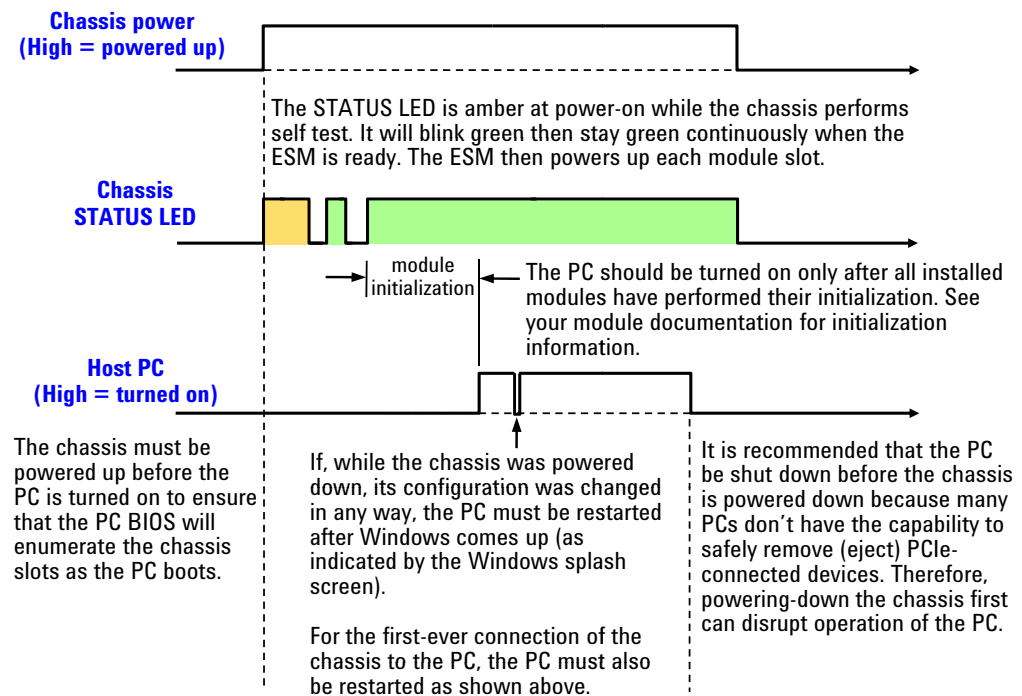 Chassis power
(High = powered up)
The STATUS LED is amber at power-on while the chassis performs
self test. It will blink green then stay green continuously when the
ESM is ready. The ESM then powers up each module slot.
Chassis
STATUS LED
module
initialization
The PC should be turned on only after all installed
modules have performed their initialization. See
your module documentation for initialization
information.
Host PC
(High = turned on)
The chassis must be
powered up before the
PC is turned on to ensure
that the PC BIOS will
enumerate the chassis
slots as the PC boots.
If, while the chassis was powered
down, its configuration was changed
in any way, the PC must be restarted
after Windows comes up (as
indicated by the Windows splash
screen).
For the first-ever connection of the
chassis to the PC, the PC must also
be restarted as shown above.
It is recommended that the PC
be shut down before the chassis
is powered down because many
PCs don't have the capability to
safely remove (eject) PCIe-
connected devices. Therefore,
powering-down the chassis first
can disrupt operation of the PC.